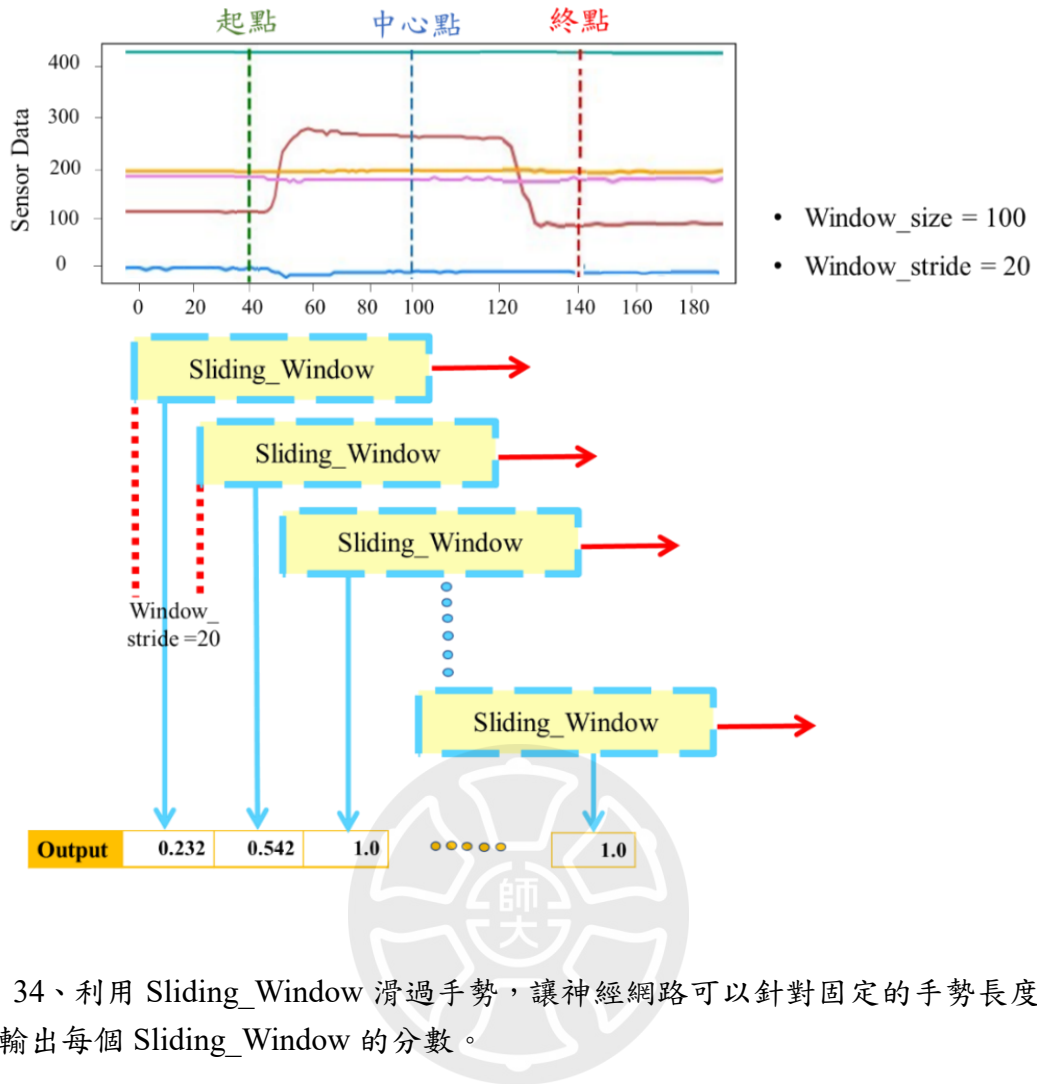 起點 中心點 終點
400
300
200
100
0
Sensor Data
0 20 40 60 80 100 120 140 160 180
• Window_size = 100
• Window_stride = 20
Sliding_Window
Sliding_Window
Sliding_Window
Window_
stride =20
Sliding_Window
Output 0.232 0.542 1.0 1.0
師大
34、利用 Sliding_Window 滑過手勢，讓神經網路可以針對固定的手勢長度
輸出每個 Sliding_Window 的分數。